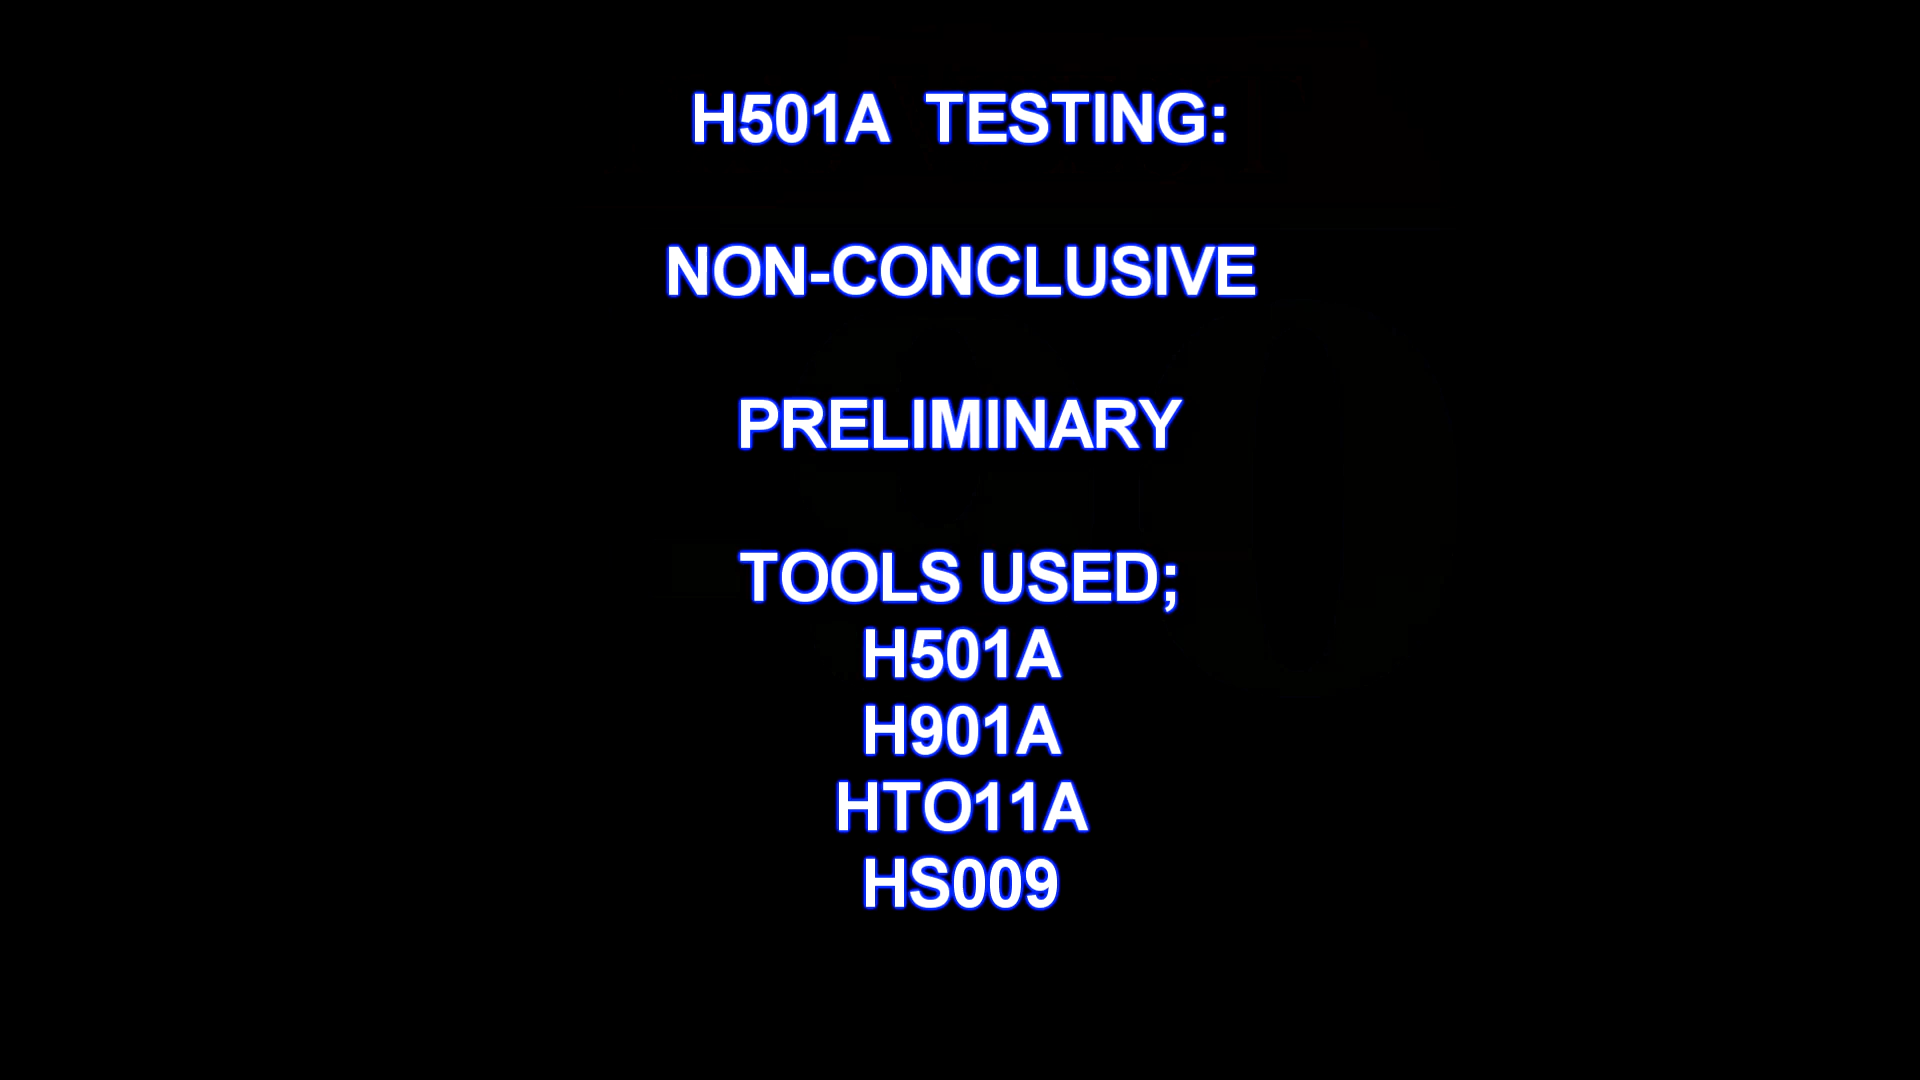 H501A  TESTING:
NON-CONCLUSIVE
PRELIMINARY
TOOLS USED;
H501A
H901A
HTO11A
HS009